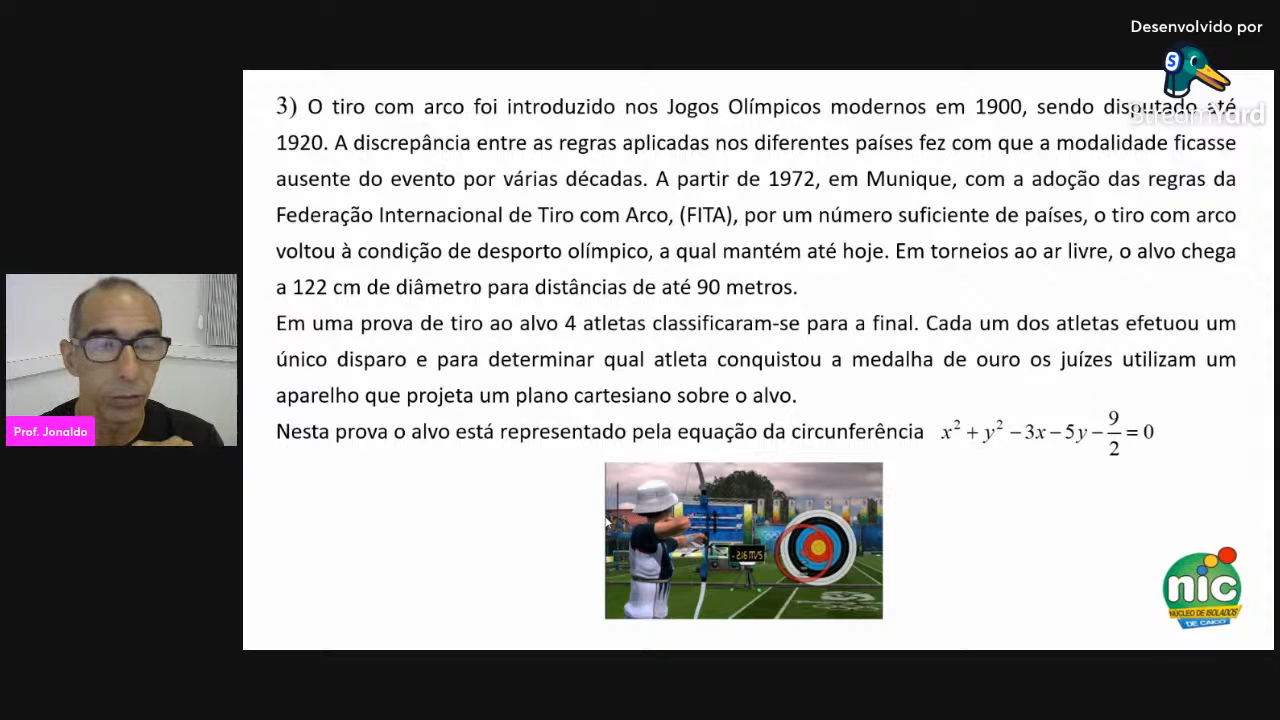 Desenvolvido por
S
StreamYard
3) O tiro com arco foi introduzido nos Jogos Olímpicos modernos em 1900, sendo disputado até
1920. A discrepância entre as regras aplicadas nos diferentes países fez com que a modalidade ficasse
ausente do evento por várias décadas. A partir de 1972, em Munique, com a adoção das regras da
Federação Internacional de Tiro com Arco, (FITA), por um número suficiente de países, o tiro com arco
voltou à condição de desporto olímpico, a qual mantém até hoje. Em torneios ao ar livre, o alvo chega
a 122 cm de diâmetro para distâncias de até 90 metros.
Em uma prova de tiro ao alvo 4 atletas classificaram-se para a final. Cada um dos atletas efetuou um
único disparo e para determinar qual atleta conquistou a medalha de ouro os juízes utilizam um
aparelho que projeta um plano cartesiano sobre o alvo.
Nesta prova o alvo está representado pela equação da circunferência x² + y² − 3x − 5y − 9/2 = 0
Prof. Jonaldo
-2.16 M/S
nic
NÚCLEO DE ISOLADOS
DE CAICÓ